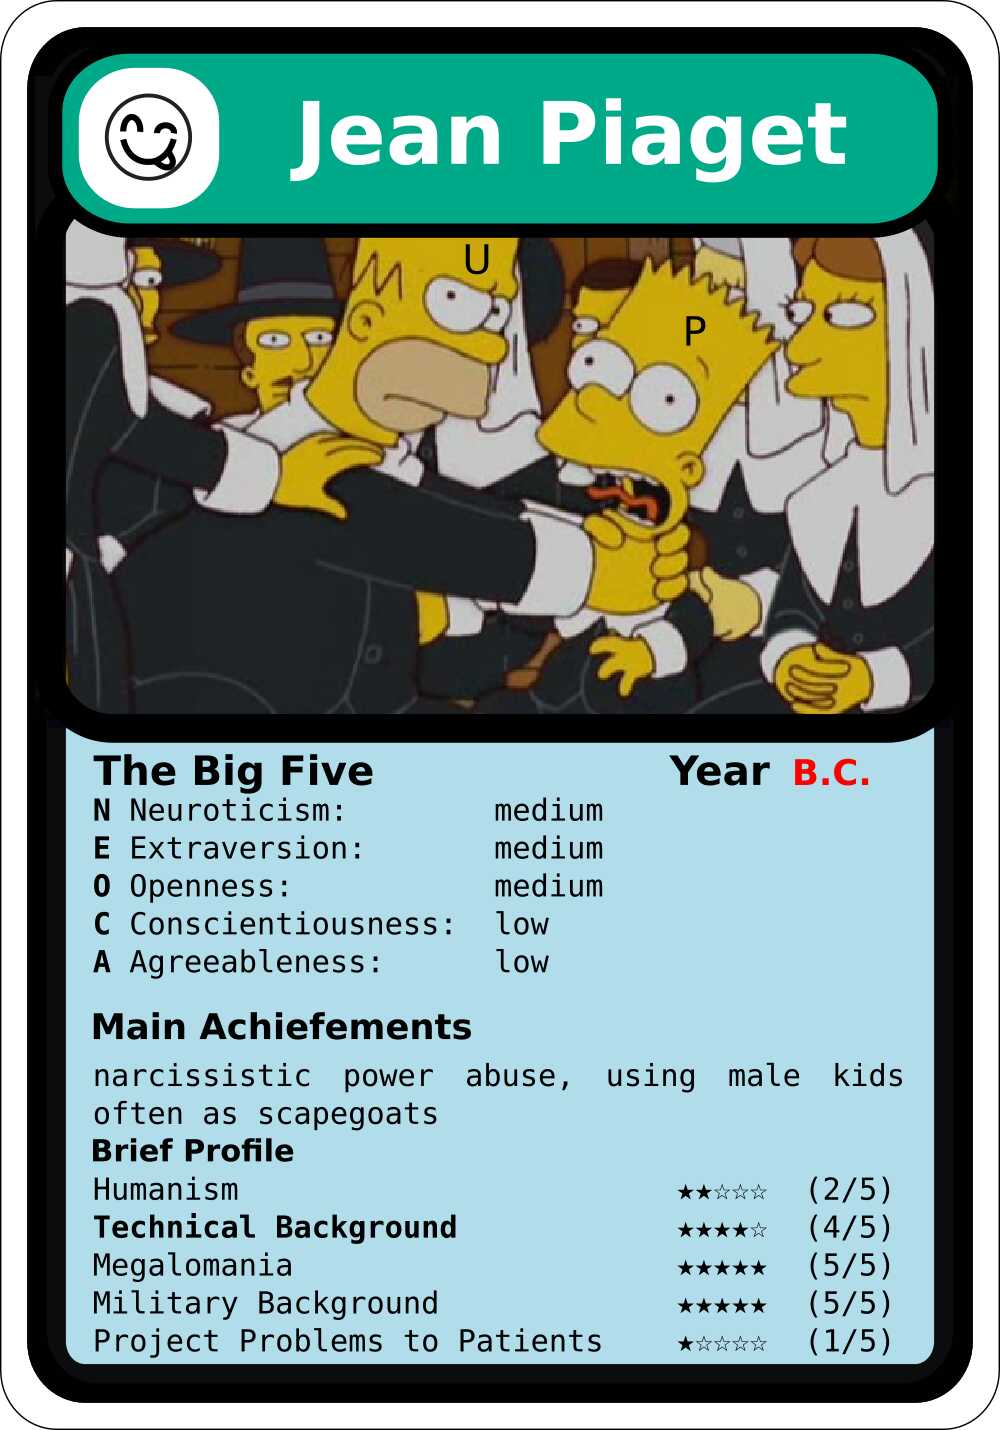 Jean Piaget
U
P
The Big Five Year B.C.
N Neuroticism: medium
E Extraversion: medium
O Openness: medium
C Conscientiousness: low
A Agreeableness: low
Main Achiefements
narcissistic power abuse, using male kids
often as scapegoats
Brief Profile
Humanism ★★☆☆☆ (2/5)
Technical Background ★★★★☆ (4/5)
Megalomania ★★★★★ (5/5)
Military Background ★★★★★ (5/5)
Project Problems to Patients ★☆☆☆☆ (1/5)